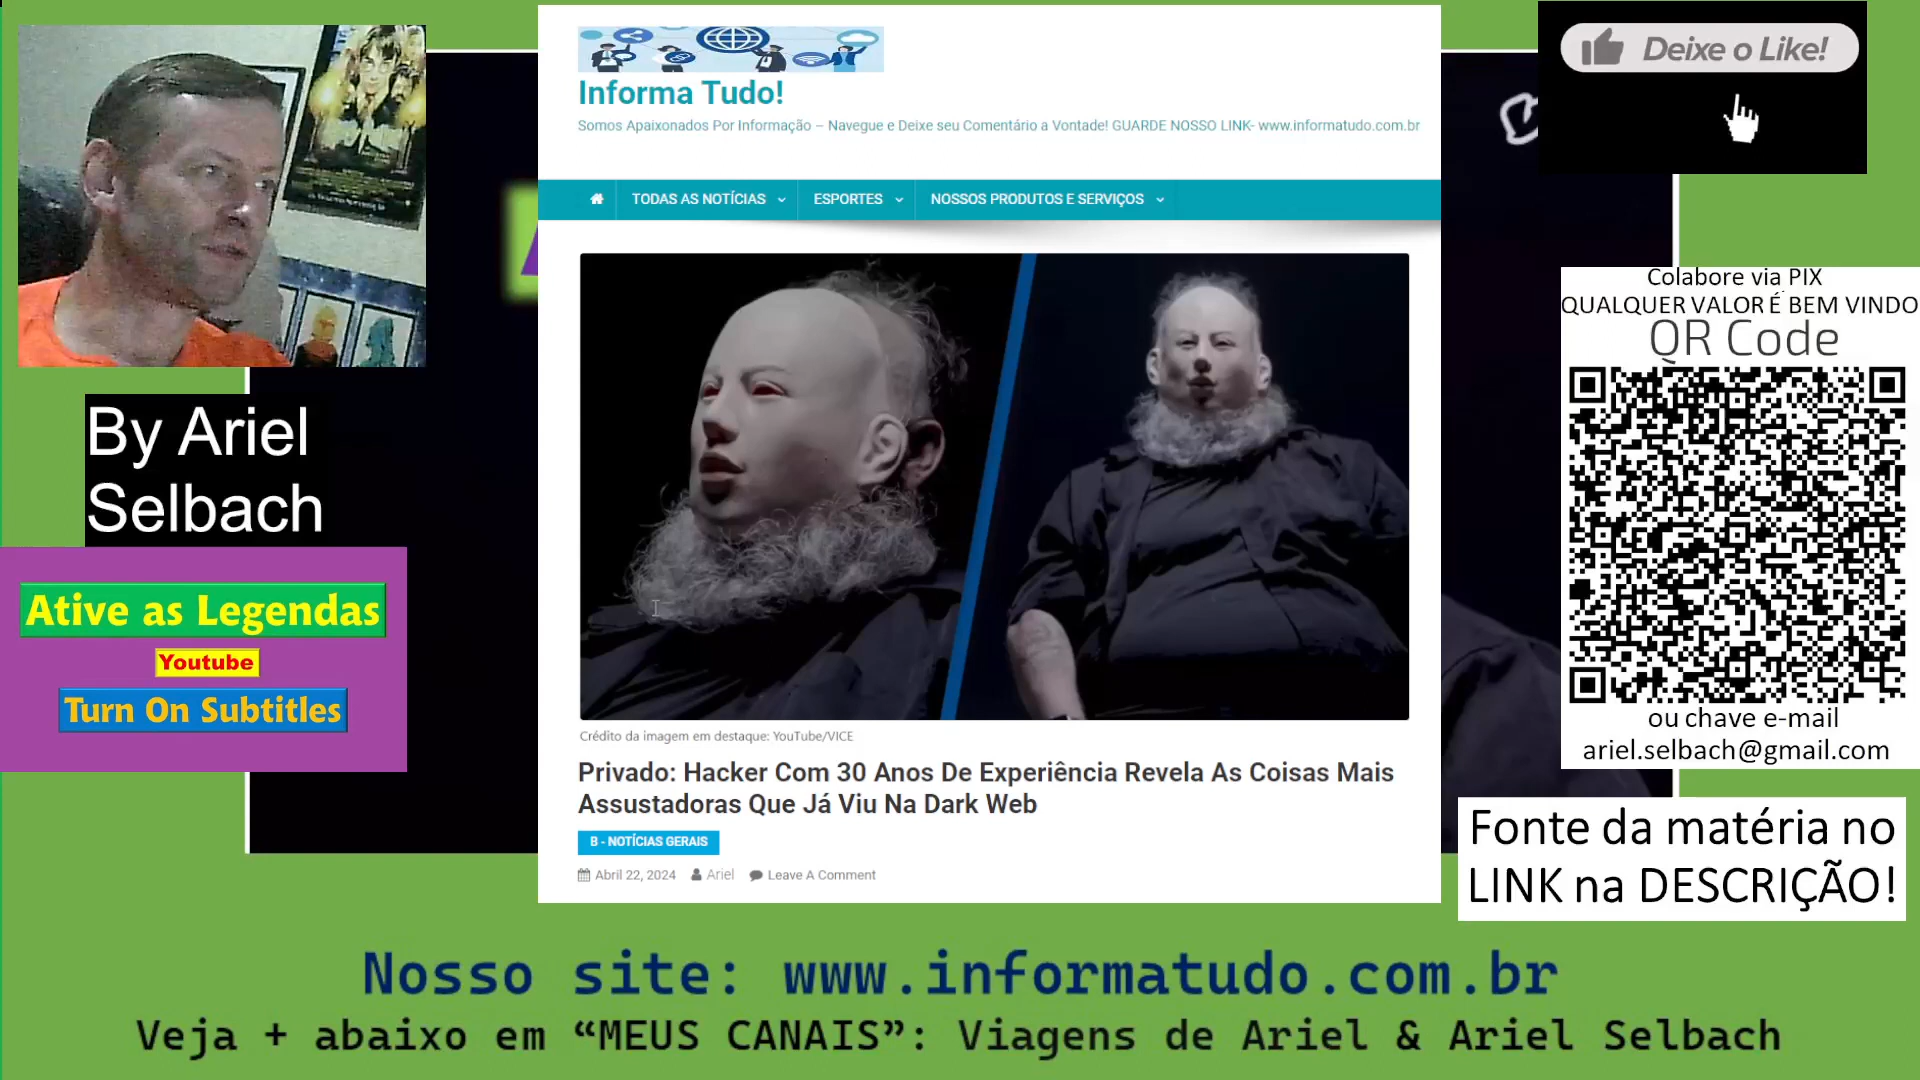 Informa Tudo!
Somos Apaixonados Por Informação – Navegue e Deixe seu Comentário a Vontade! GUARDE NOSSO LINK- www.informatudo.com.br
TODAS AS NOTÍCIAS
ESPORTES
NOSSOS PRODUTOS E SERVIÇOS
Crédito da imagem em destaque: YouTube/VICE
Privado: Hacker Com 30 Anos De Experiência Revela As Coisas Mais
Assustadoras Que Já Viu Na Dark Web
B - NOTÍCIAS GERAIS
Abril 22, 2024 Ariel Leave A Comment
By Ariel
Selbach
Ative as Legendas
Youtube
Turn On Subtitles
Deixe o Like!
Colabore via PIX
QUALQUER VALOR É BEM VINDO
QR Code
ou chave e-mail
ariel.selbach@gmail.com
Fonte da matéria no
LINK na DESCRIÇÃO!
Nosso site: www.informatudo.com.br
Veja + abaixo em “MEUS CANAIS”: Viagens de Ariel & Ariel Selbach